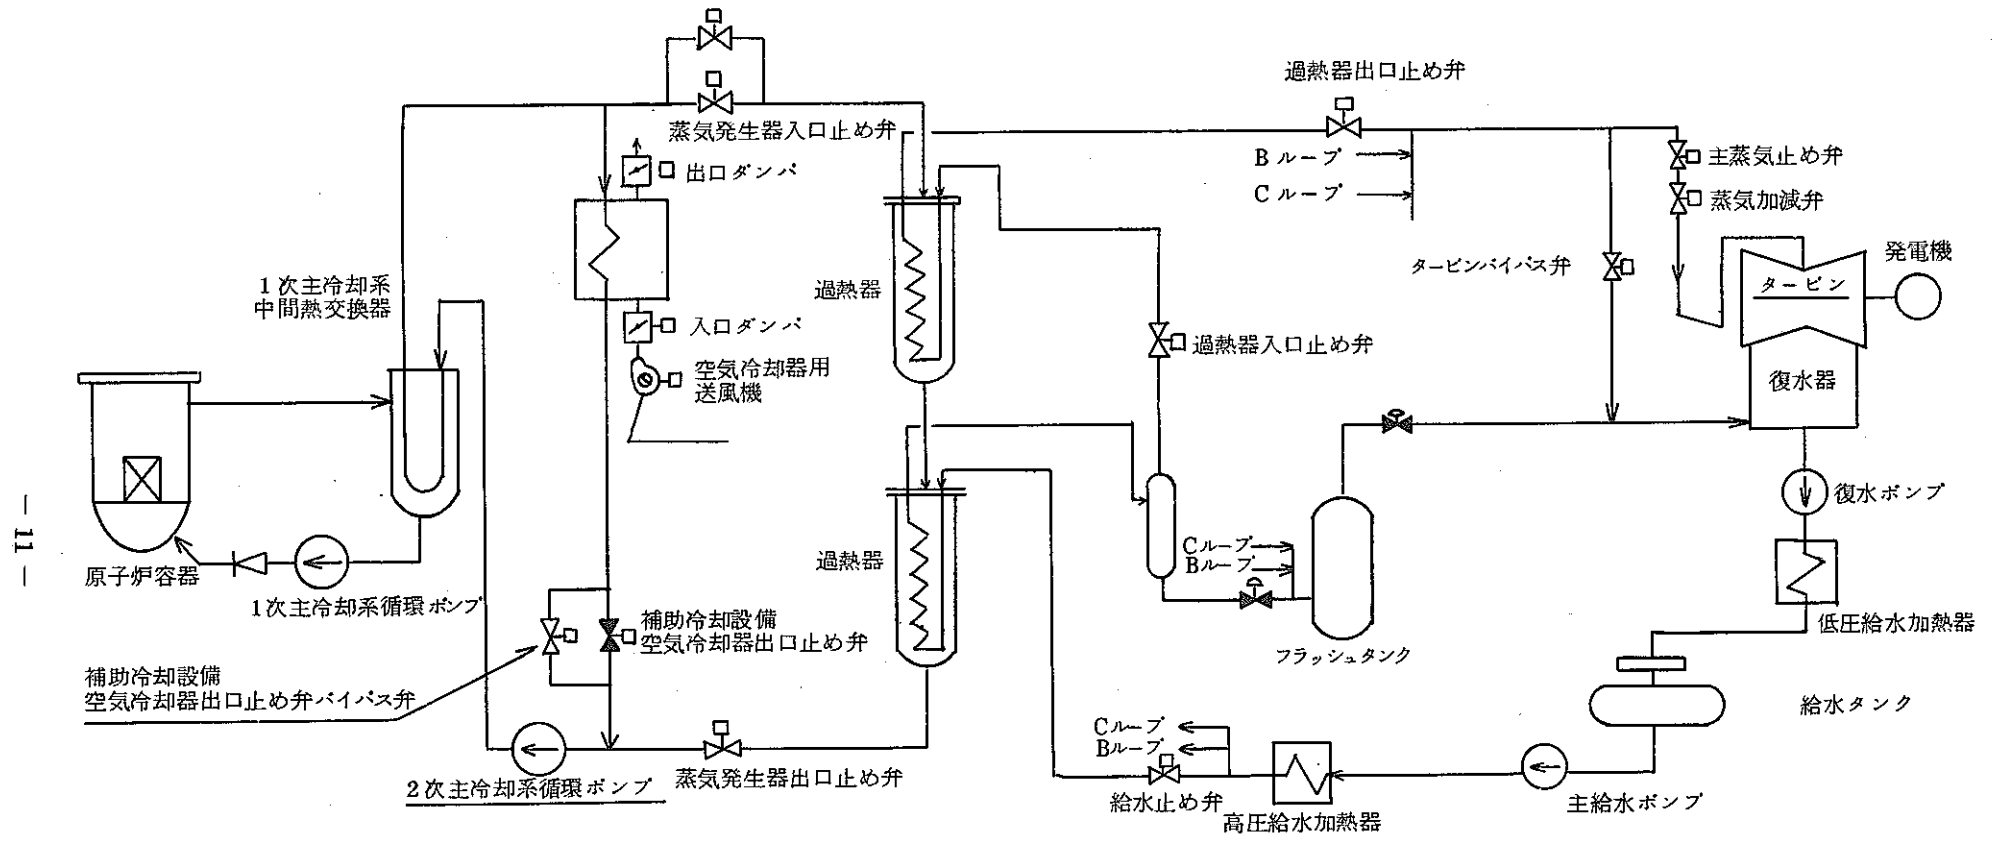 過熱器出口止め弁
蒸気発生器入口止め弁
Bループ
Cループ
主蒸気止め弁
蒸気加減弁
出口ダンパ
発電機
タービンバイパス弁
タービン
1次主冷却系
中間熱交換器
過熱器
入口ダンパ
過熱器入口止め弁
空気冷却器用
送風機
復水器
復水ポンプ
Cループ
Bループ
過熱器
原子炉容器
1次主冷却系循環ポンプ
補助冷却設備
空気冷却器出口止め弁
低圧給水加熱器
フラッシュタンク
補助冷却設備
空気冷却器出口止め弁バイパス弁
給水タンク
Cループ
Bループ
2次主冷却系循環ポンプ
蒸気発生器出口止め弁
給水止め弁
高圧給水加熱器
主給水ポンプ
— 11 —